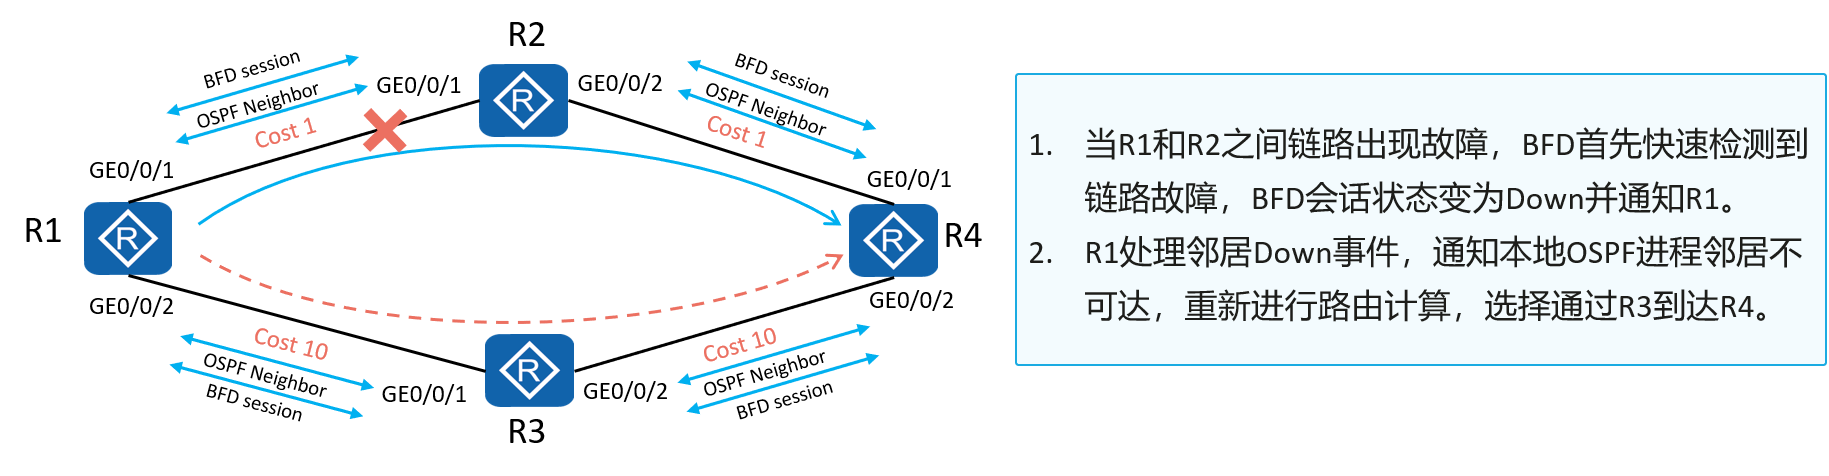 R2
BFD session
OSPF Neighbor
Cost 1
GE0/0/1
GE0/0/2
BFD session
OSPF Neighbor
Cost 1
R
GE0/0/1
GE0/0/1
R1
R
R
R4
GE0/0/2
GE0/0/2
Cost 10
OSPF Neighbor
BFD session
GE0/0/1
R
GE0/0/2
Cost 10
OSPF Neighbor
BFD session
R3
1. 当R1和R2之间链路出现故障，BFD首先快速检测到
链路故障，BFD会话状态变为Down并通知R1。
2. R1处理邻居Down事件，通知本地OSPF进程邻居不
可达，重新进行路由计算，选择通过R3到达R4。